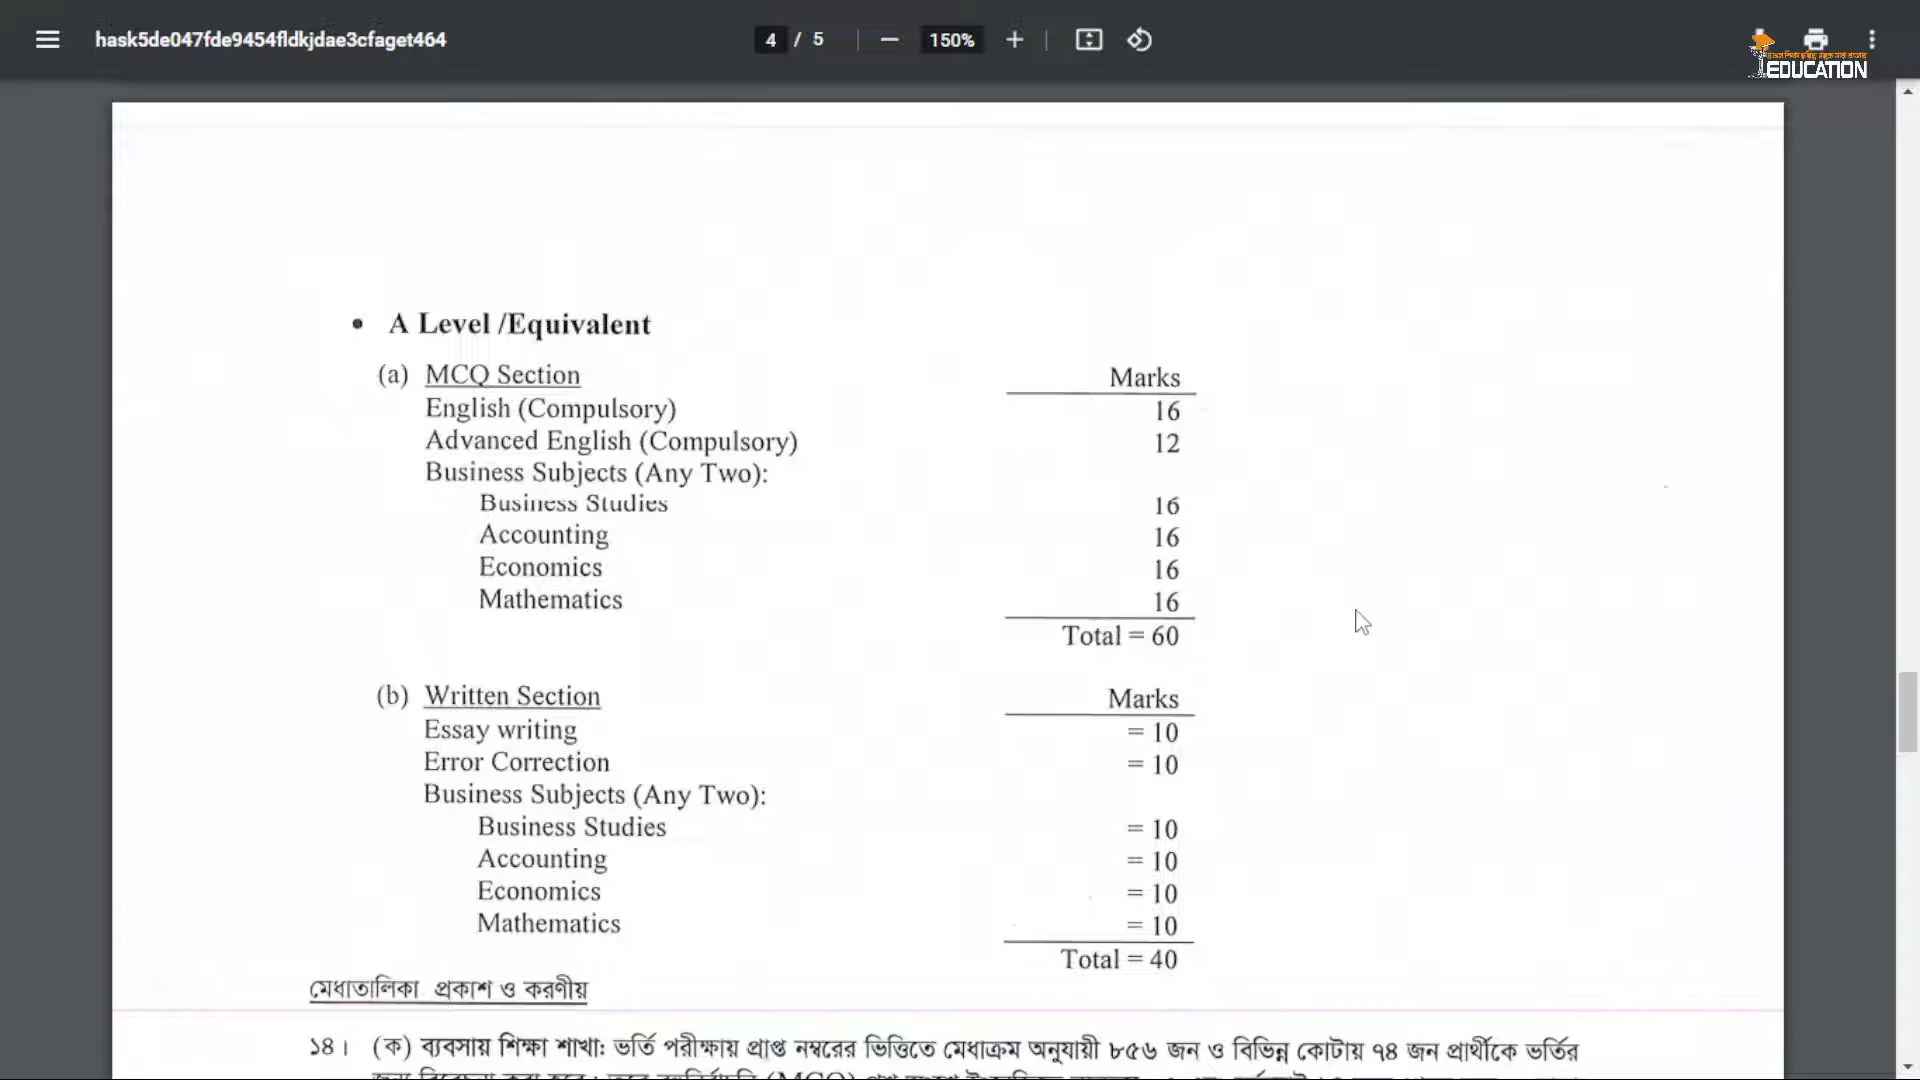 hask5de047fde9454fldkjdae3cfaget464
4 / 5
150%
EDUCATION
• A Level /Equivalent
(a) MCQ Section Marks
English (Compulsory) 16
Advanced English (Compulsory) 12
Business Subjects (Any Two):
Business Studies 16
Accounting 16
Economics 16
Mathematics 16
Total = 60
(b) Written Section Marks
Essay writing = 10
Error Correction = 10
Business Subjects (Any Two):
Business Studies = 10
Accounting = 10
Economics = 10
Mathematics = 10
Total = 40
মেধাতালিকা প্রকাশ ও করণীয়
১৪। (ক) ব্যবসায় শিক্ষা শাখা: ভর্তি পরীক্ষায় প্রাপ্ত নম্বরের ভিত্তিতে মেধাক্রম অনুযায়ী ৮৫৬ জন ও বিভিন্ন কোটায় ৭৪ জন প্রার্থীকে ভর্তির